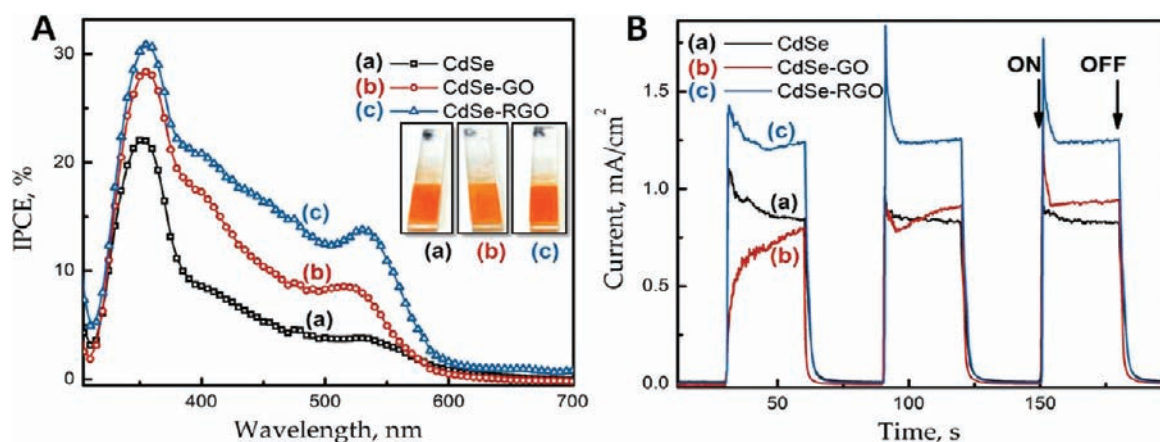 A
(a) CdSe
(b) CdSe-GO
(c) CdSe-RGO
(a) (b) (c)
(c)
(b)
(a)
30
20
10
0
400 500 600 700
IPCE, %
Wavelength, nm
B
(a) CdSe
(b) CdSe-GO
(c) CdSe-RGO
ON OFF
(c)
(a)
(b)
1.5
1.0
0.5
0.0
50 100 150
Current, mA/cm²
Time, s